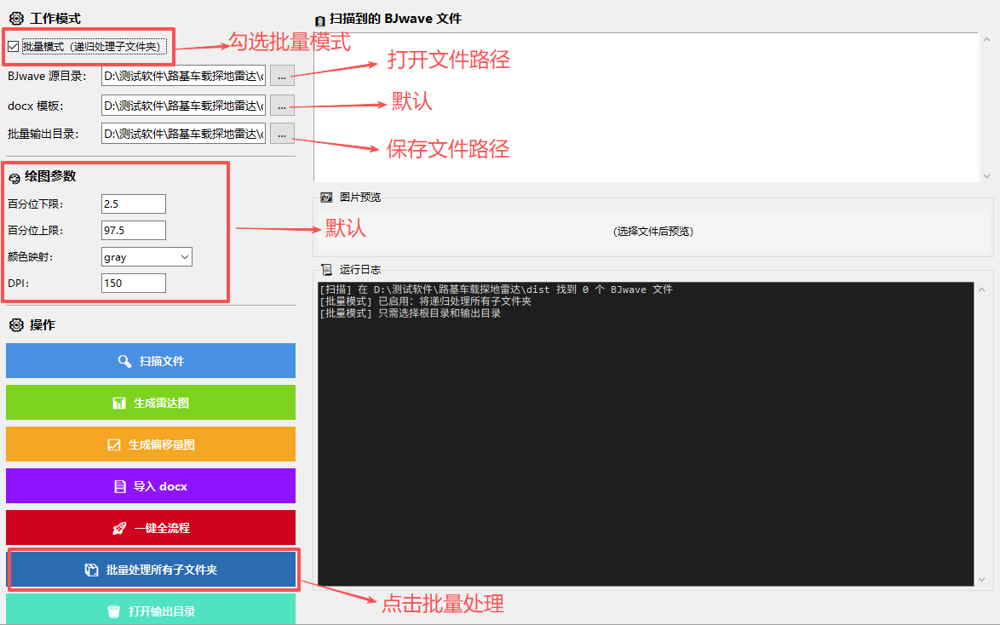 工作模式
批量模式（递归处理子文件夹）
勾选批量模式
BJwave 源目录：
D:\测试软件\路基车载探地雷达\c
...
打开文件路径
docx 模板：
D:\测试软件\路基车载探地雷达\c
...
默认
批量输出目录：
D:\测试软件\路基车载探地雷达\c
...
保存文件路径
绘图参数
百分位下限：
2.5
百分位上限：
97.5
颜色映射：
gray
DPI：
150
默认
操作
扫描文件
生成雷达图
生成偏移量图
导入 docx
一键全流程
批量处理所有子文件夹
点击批量处理
打开输出目录
扫描到的 BJwave 文件
图片预览
(选择文件后预览)
运行日志
[扫描] 在 D:\测试软件\路基车载探地雷达\dist 找到 0 个 BJwave 文件
[批量模式] 已启用：将递归处理所有子文件夹
[批量模式] 只需选择根目录和输出目录